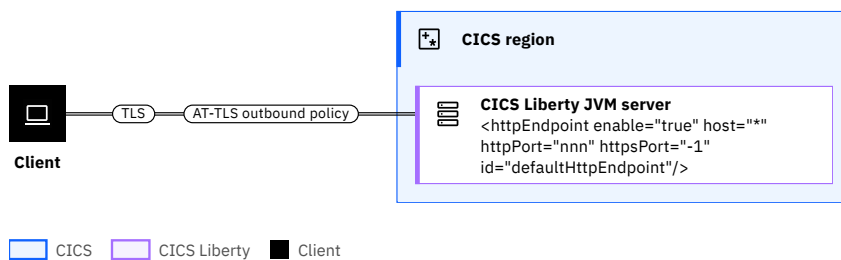 CICS region
CICS Liberty JVM server
<httpEndpoint enable="true" host="*"
httpPort="nnn" httpsPort="-1"
id="defaultHttpEndpoint"/>
TLS
AT-TLS outbound policy
Client
CICS
CICS Liberty
Client